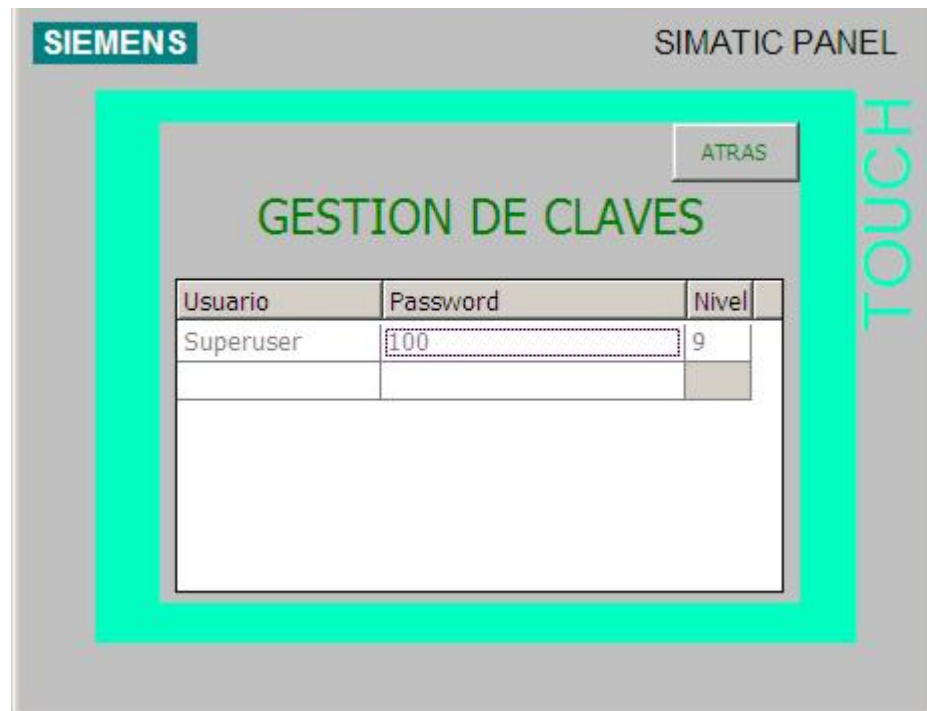 SIEMENS
SIMATIC PANEL
TOUCH
ATRAS
GESTION DE CLAVES
Usuario Password Nivel
Superuser 100 9